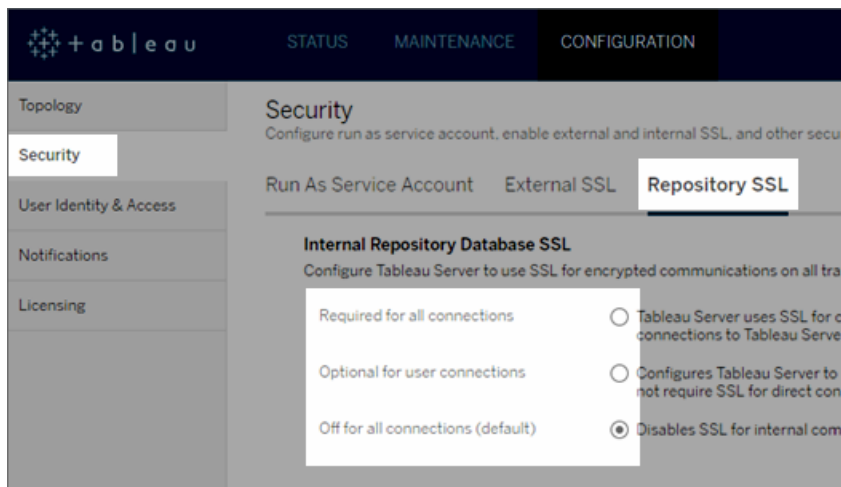 +ableau STATUS MAINTENANCE CONFIGURATION
Topology
Security
User Identity & Access
Notifications
Licensing
Security
Configure run as service account, enable external and internal SSL, and other secu
Run As Service Account External SSL Repository SSL
Internal Repository Database SSL
Configure Tableau Server to use SSL for encrypted communications on all tra
Required for all connections Tableau Server uses SSL for c
connections to Tableau Serve
Optional for user connections Configures Tableau Server to
not require SSL for direct con
Off for all connections (default) Disables SSL for internal com